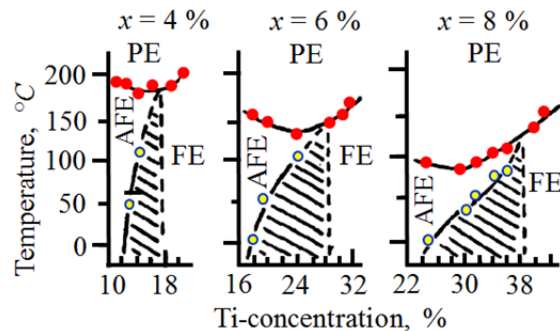 x = 4 % x = 6 % x = 8 %
PE PE PE
Temperature, °C
200
150
100
50
0
AFE FE AFE FE AFE FE
10 14 18 16 24 32 22 30 38
Ti-concentration, %